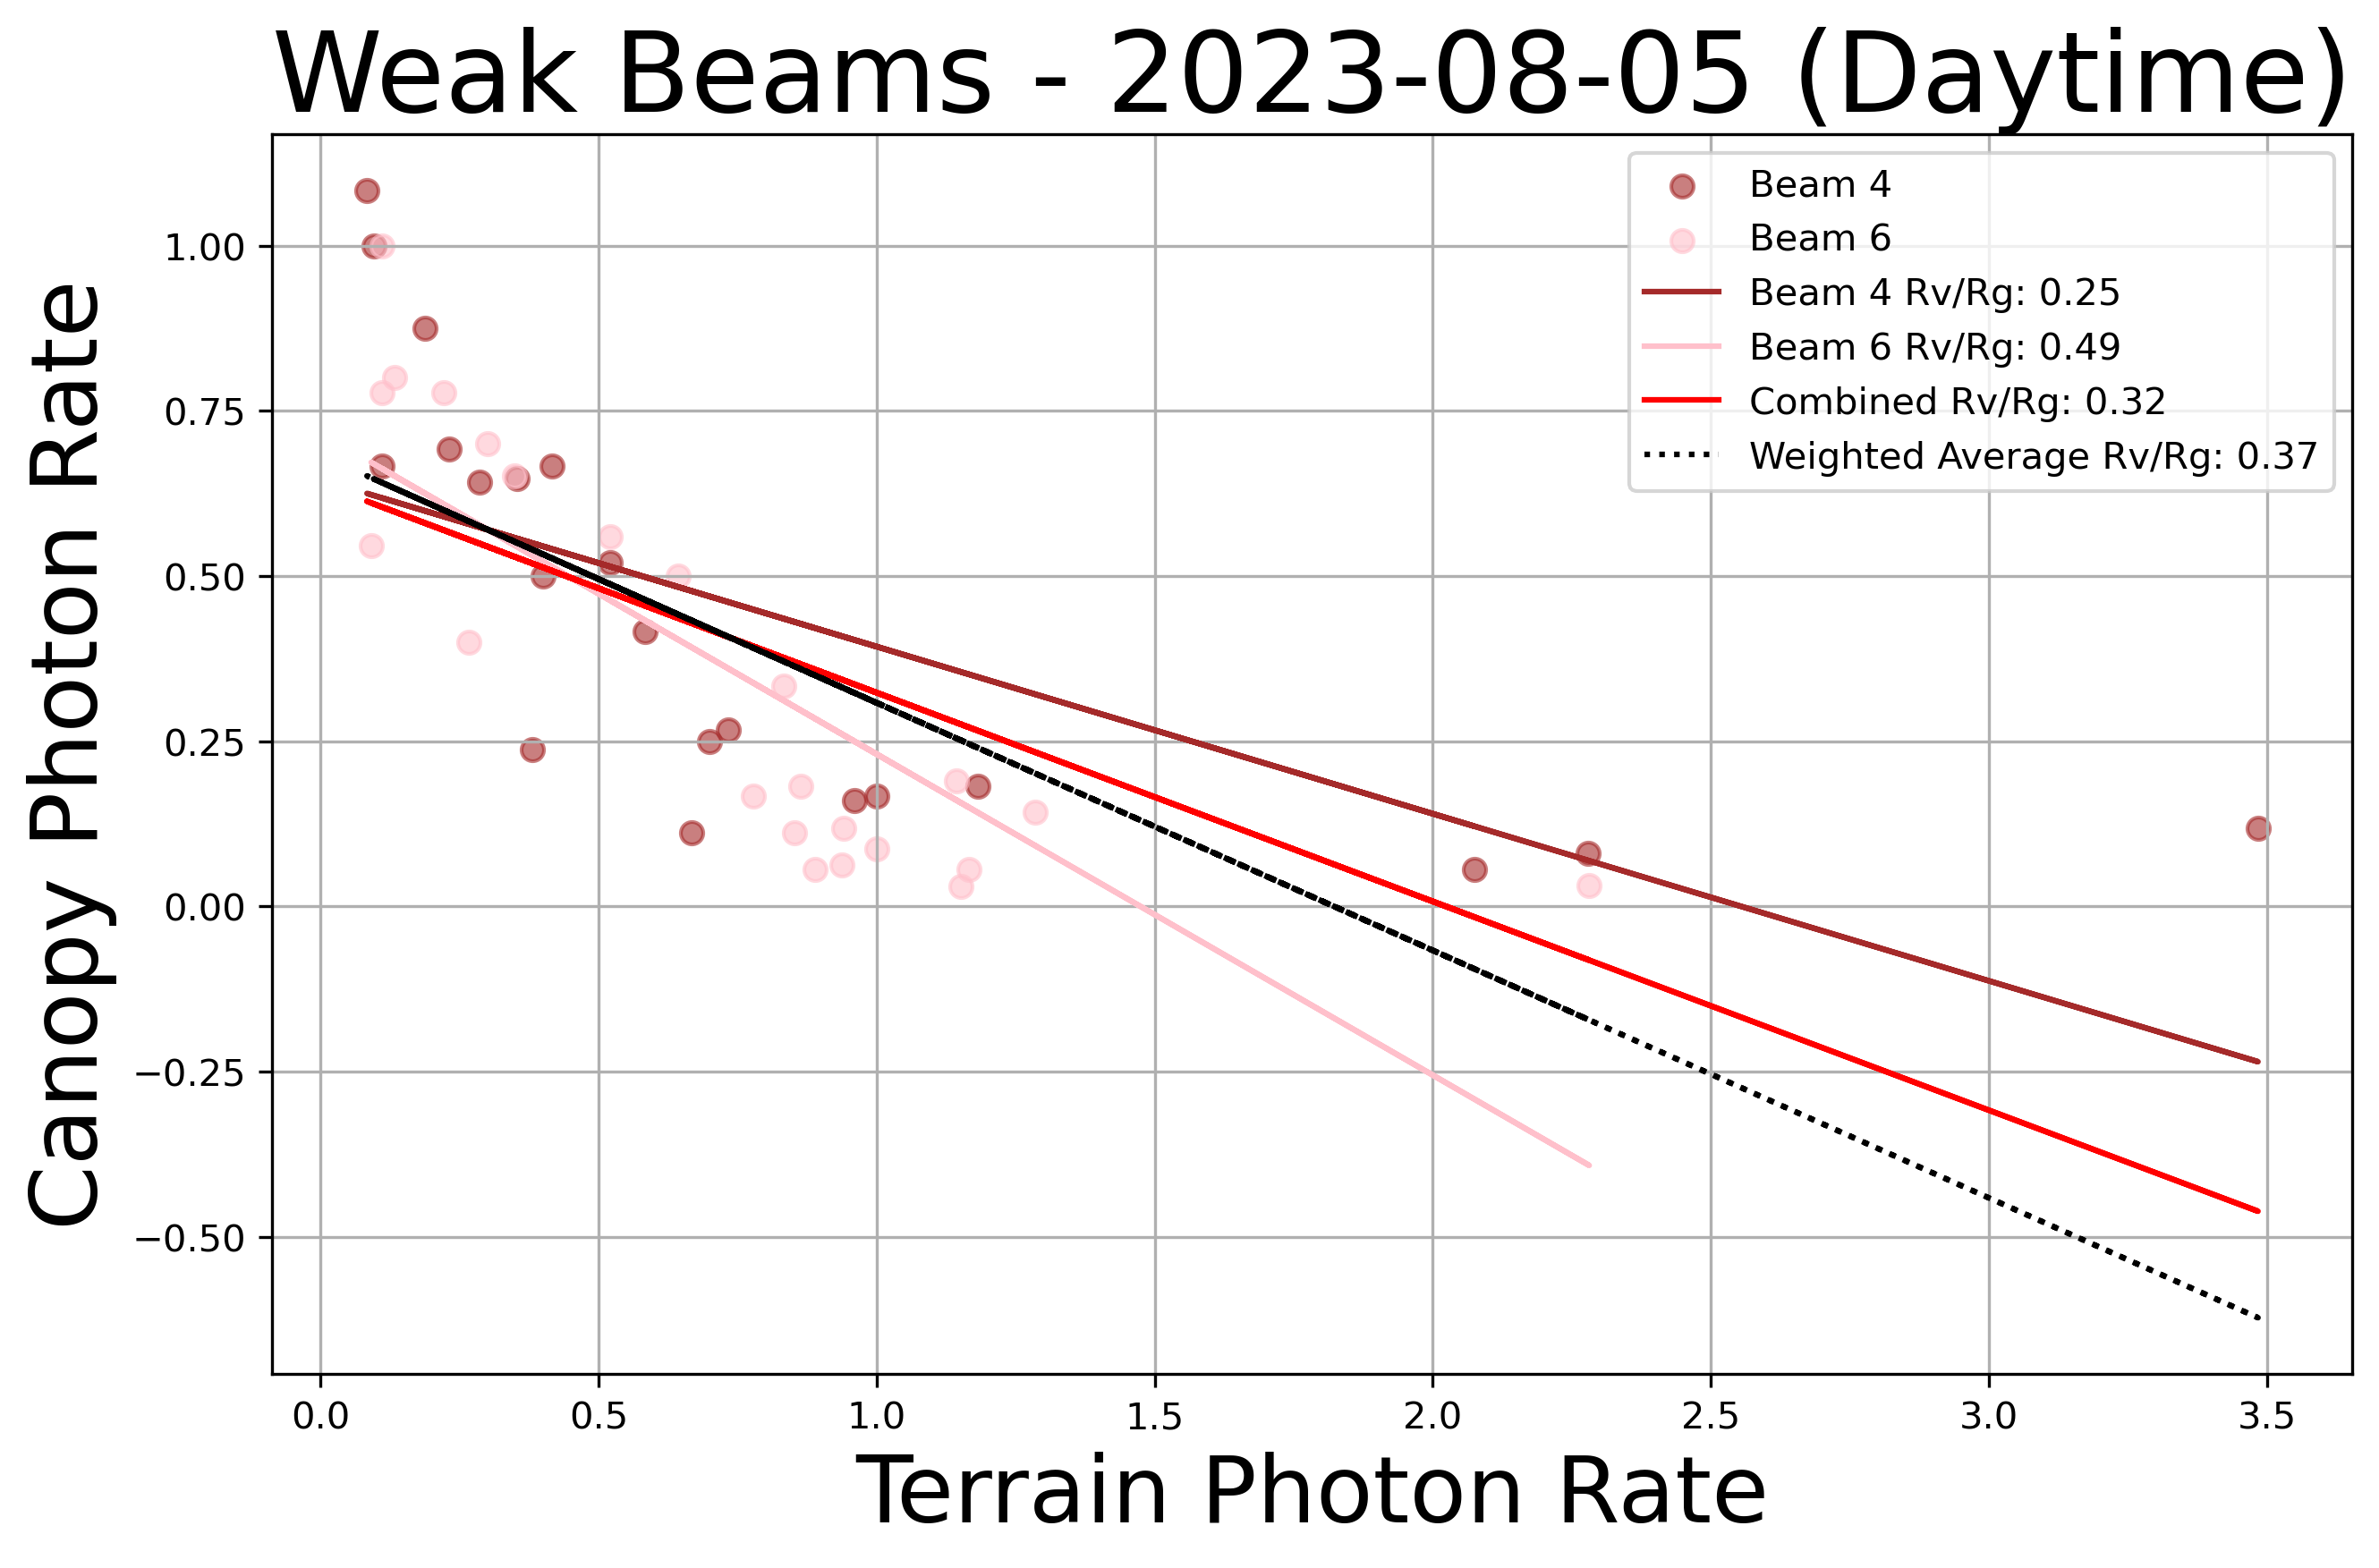 Weak Beams - 2023-08-05 (Daytime)
Beam 4
Beam 6
Beam 4 Rv/Rg: 0.25
Beam 6 Rv/Rg: 0.49
Combined Rv/Rg: 0.32
Weighted Average Rv/Rg: 0.37
Canopy Photon Rate
1.00
0.75
0.50
0.25
0.00
−0.25
−0.50
0.0 0.5 1.0 1.5 2.0 2.5 3.0 3.5
Terrain Photon Rate